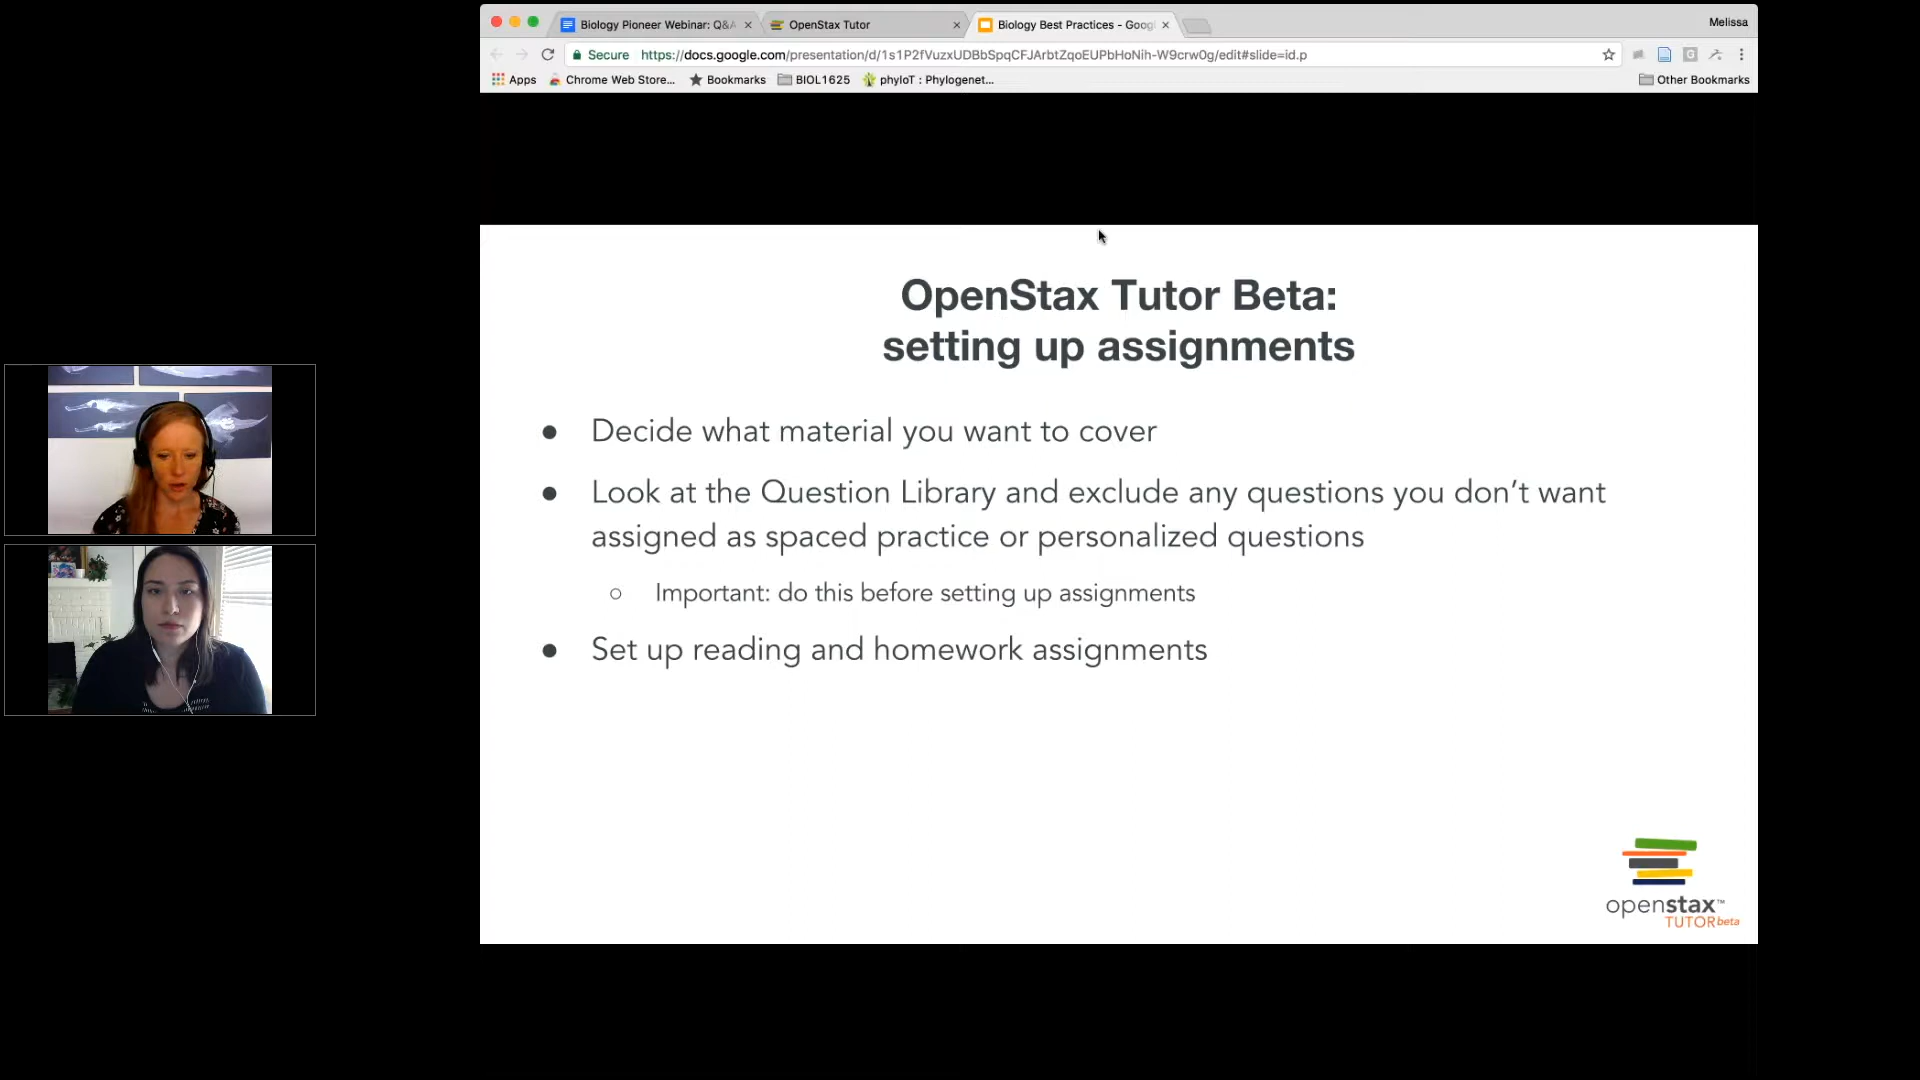 Biology Pioneer Webinar: Q&A
OpenStax Tutor
Biology Best Practices - Goog
Melissa
Secure
https://docs.google.com/presentation/d/1s1P2fVuzxUDBbSpqCFJArbtZqoEUPbHoNih-W9crw0g/edit#slide=id.p
Apps
Chrome Web Store...
Bookmarks
BIOL1625
phyloT : Phylogenet...
Other Bookmarks
OpenStax Tutor Beta:
setting up assignments
● Decide what material you want to cover
● Look at the Question Library and exclude any questions you don’t want
assigned as spaced practice or personalized questions
○ Important: do this before setting up assignments
● Set up reading and homework assignments
openstax™
TUTORbeta